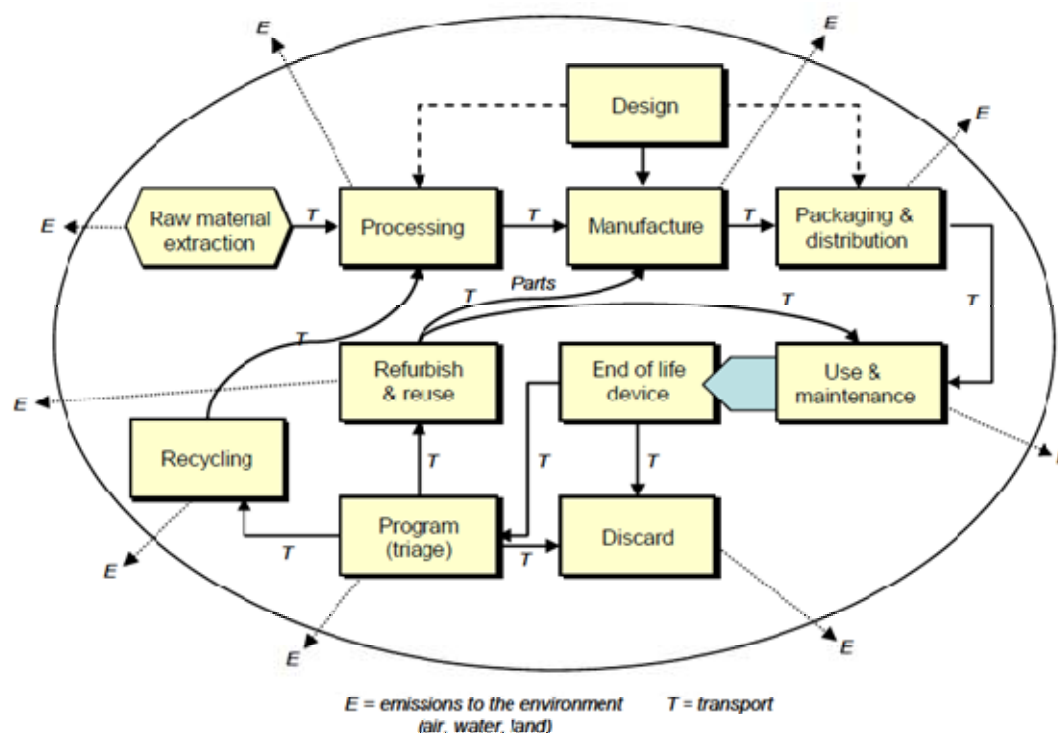 E
E
E
Design
E
Raw material
extraction
T
Processing
T
Manufacture
T
Packaging &
distribution
T
Parts
T
T
T
Refurbish
& reuse
End of life
device
Use &
maintenance
E
Recycling
T
T
T
E
Program
(triage)
T
T
Discard
E
E
E = emissions to the environment
(air, water, land)
T = transport